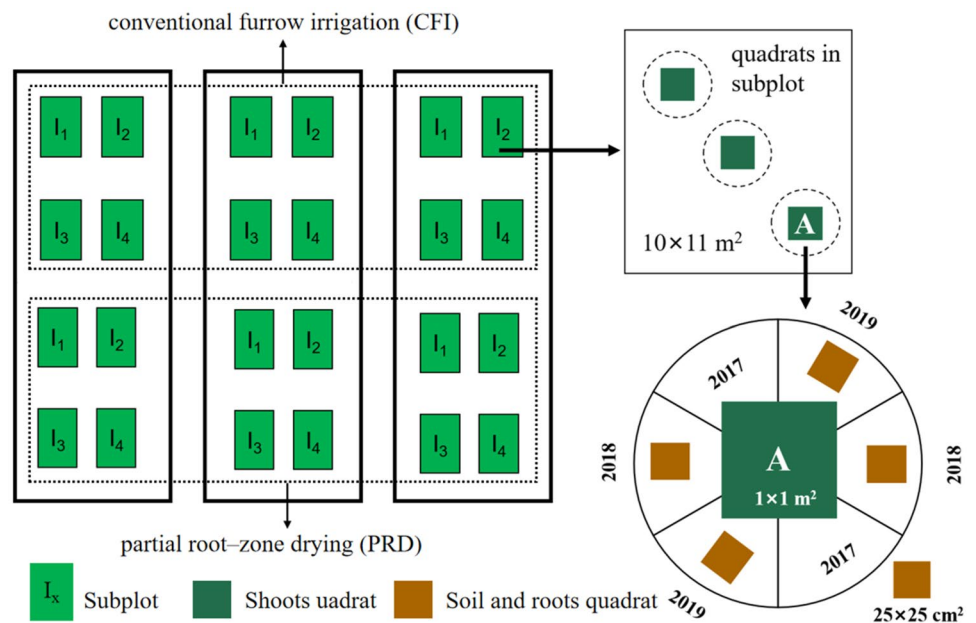 conventional furrow irrigation (CFI)
I₁ I₂ I₁ I₂ I₁ I₂
I₃ I₄ I₃ I₄ I₃ I₄
I₁ I₂ I₁ I₂ I₁ I₂
I₃ I₄ I₃ I₄ I₃ I₄
partial root–zone drying (PRD)
quadrats in
subplot
A
10×11 m²
2019
2017
2018
A
1×1 m²
2018
2017
2019
25×25 cm²
Iₓ Subplot
Shoots uadrat
Soil and roots quadrat